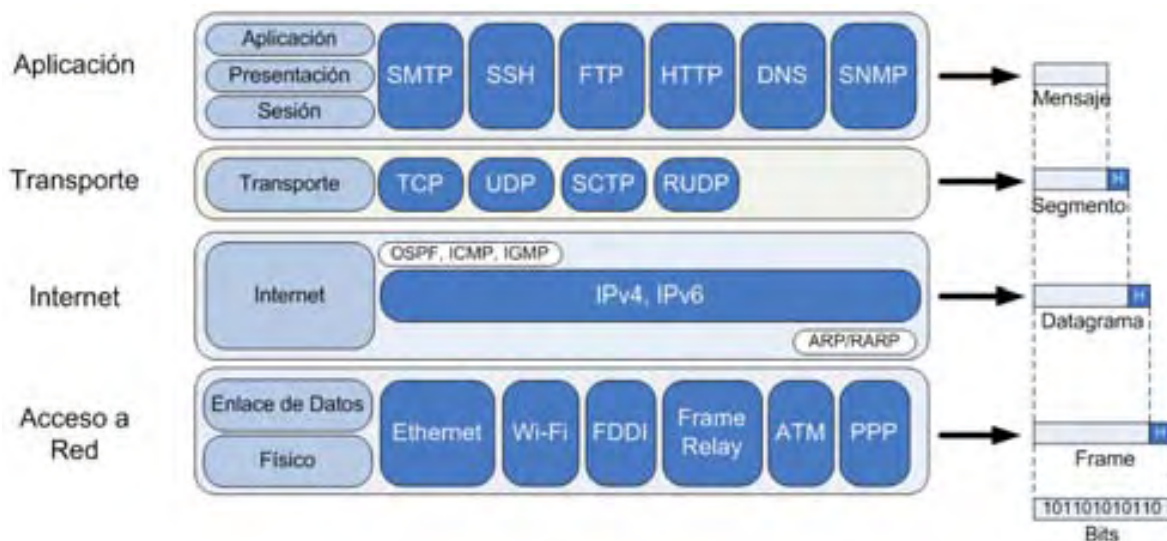 Aplicación
Aplicación
Presentación
Sesión
SMTP
SSH
FTP
HTTP
DNS
SNMP
Mensaje
Transporte
Transporte
TCP
UDP
SCTP
RUDP
H
Segmento
Internet
Internet
OSPF, ICMP, IGMP
IPv4, IPv6
ARP/RARP
H
Datagrama
Acceso a
Red
Enlace de Datos
Físico
Ethernet
Wi-Fi
FDDI
Frame
Relay
ATM
PPP
H
Frame
101101010110
Bits